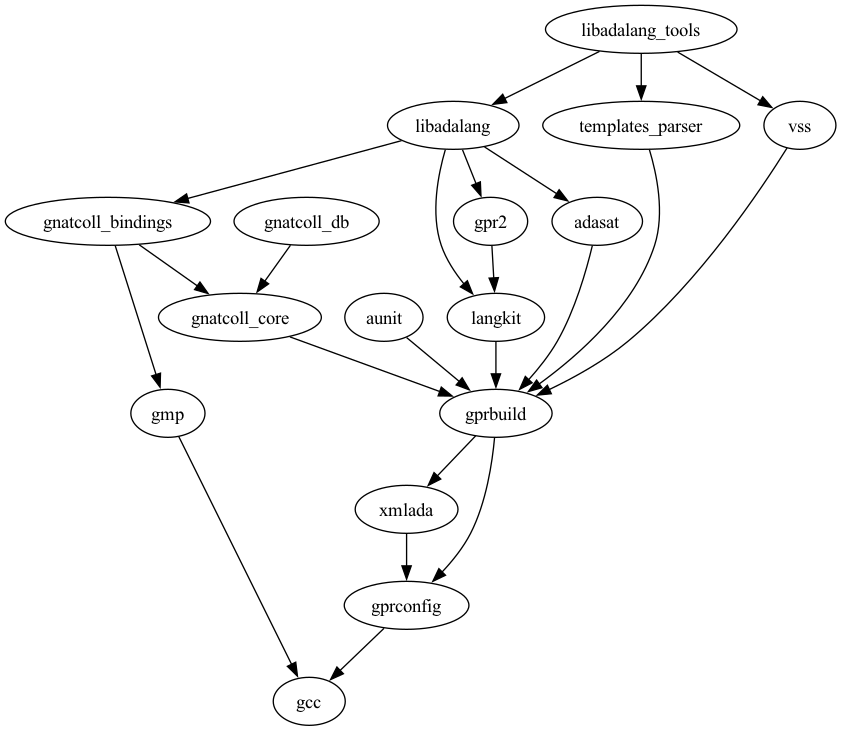 libadalang_tools
libadalang
templates_parser
vss
gnatcoll_bindings
gnatcoll_db
gpr2
adasat
gnatcoll_core
aunit
langkit
gmp
gprbuild
xmlada
gprconfig
gcc